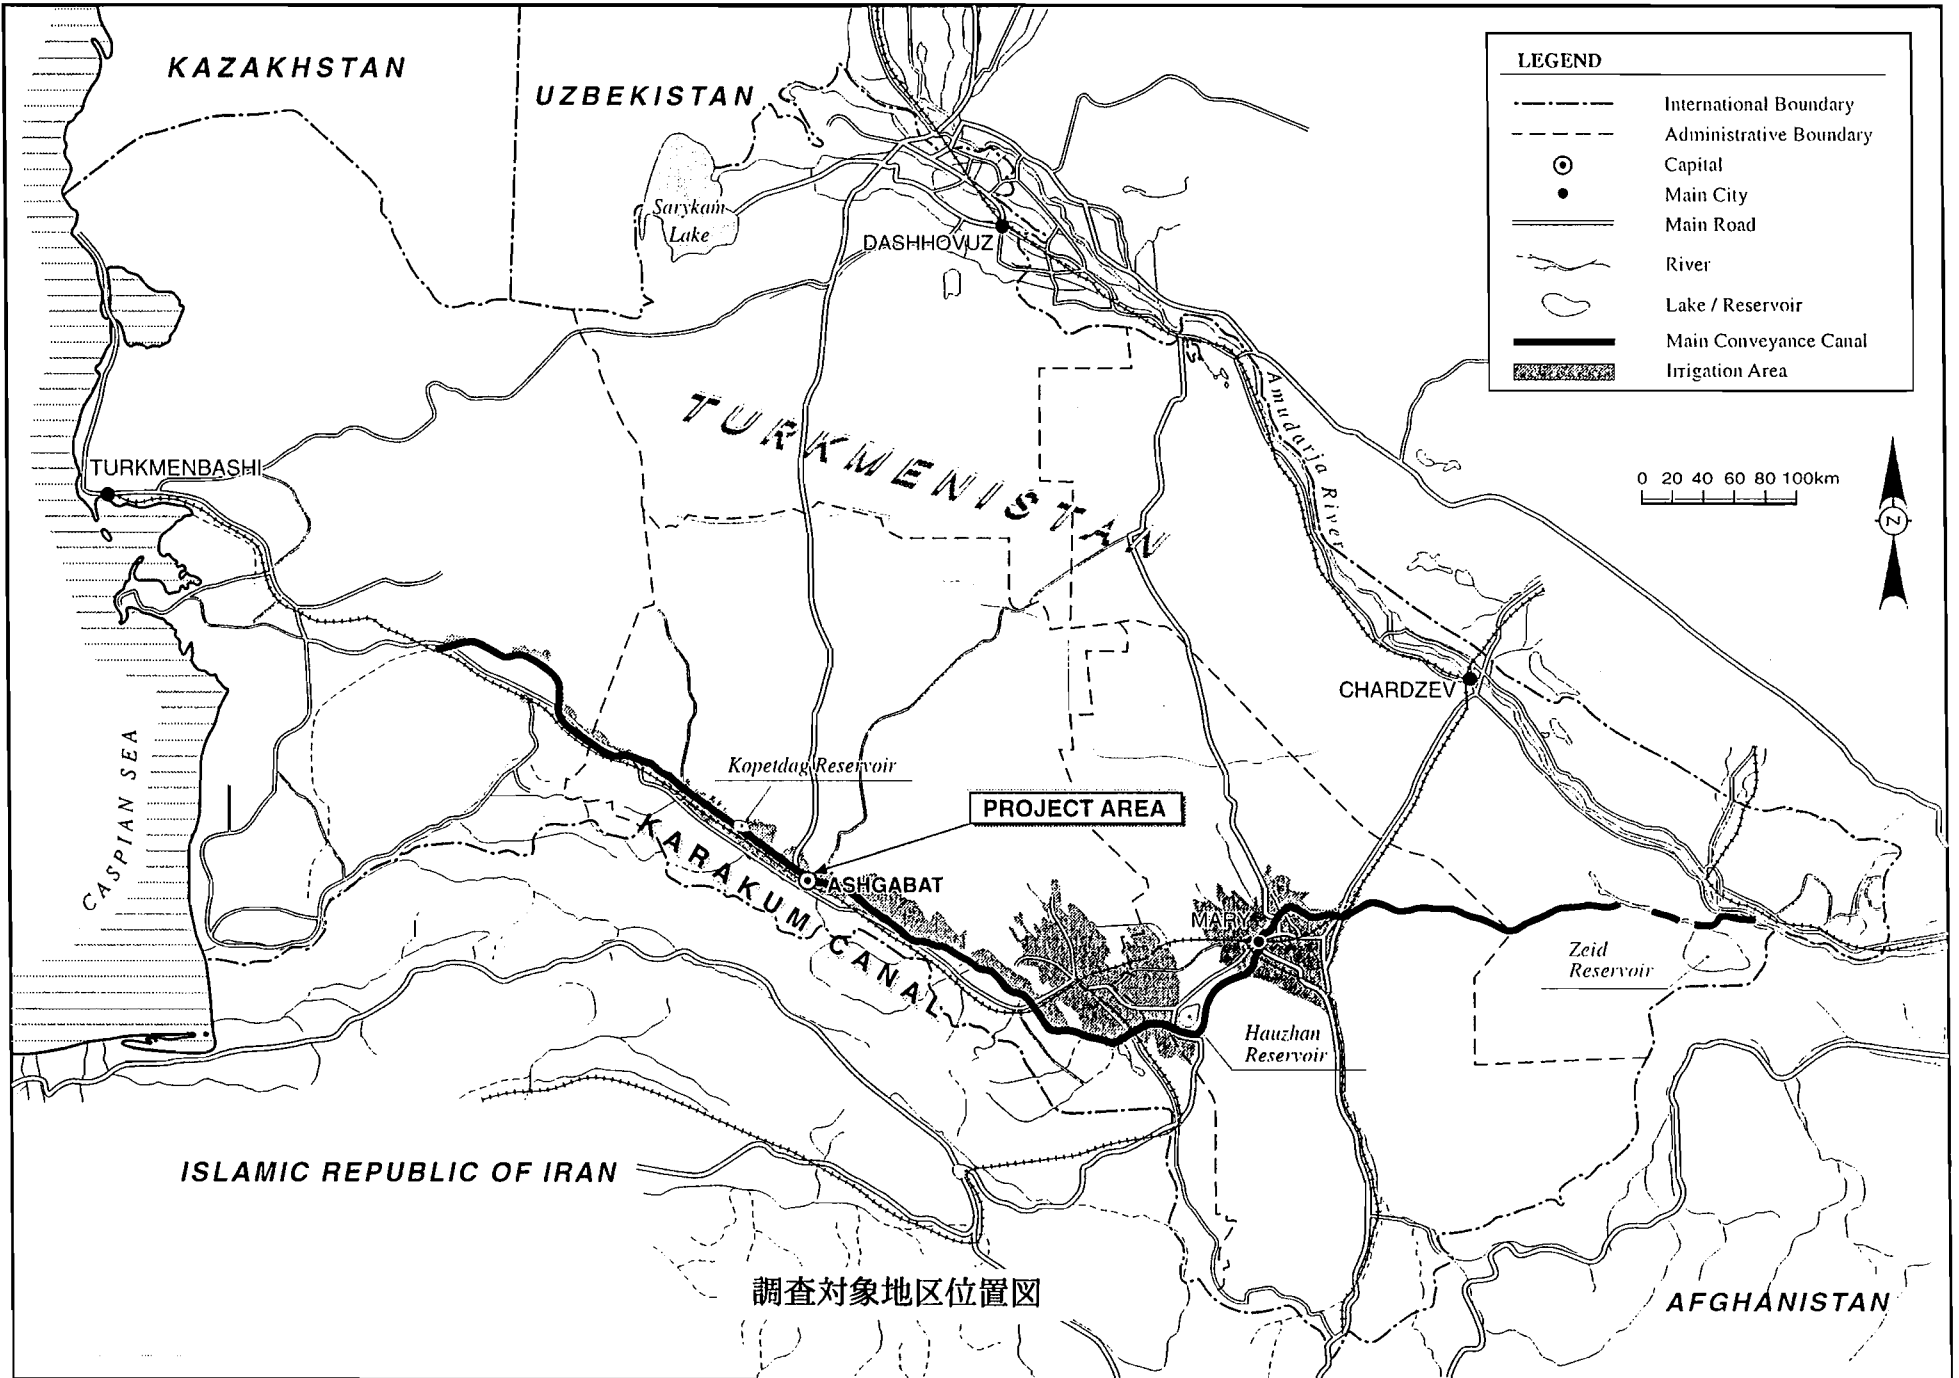 KAZAKHSTAN
UZBEKISTAN
LEGEND
International Boundary
Administrative Boundary
Capital
Main City
Main Road
River
Lake / Reservoir
Main Conveyance Canal
Irrigation Area
Sarykam
Lake
DASHHOVUZ
TURKMENISTAN
Amudarja River
0 20 40 60 80 100km
Z
TURKMENBASHI
CHARDZEV
CASPIAN SEA
Kopetdag Reservoir
PROJECT AREA
KARAKUM CANAL
ASHGABAT
MARY
Zeid
Reservoir
Hauzhan
Reservoir
ISLAMIC REPUBLIC OF IRAN
調査対象地区位置図
AFGHANISTAN